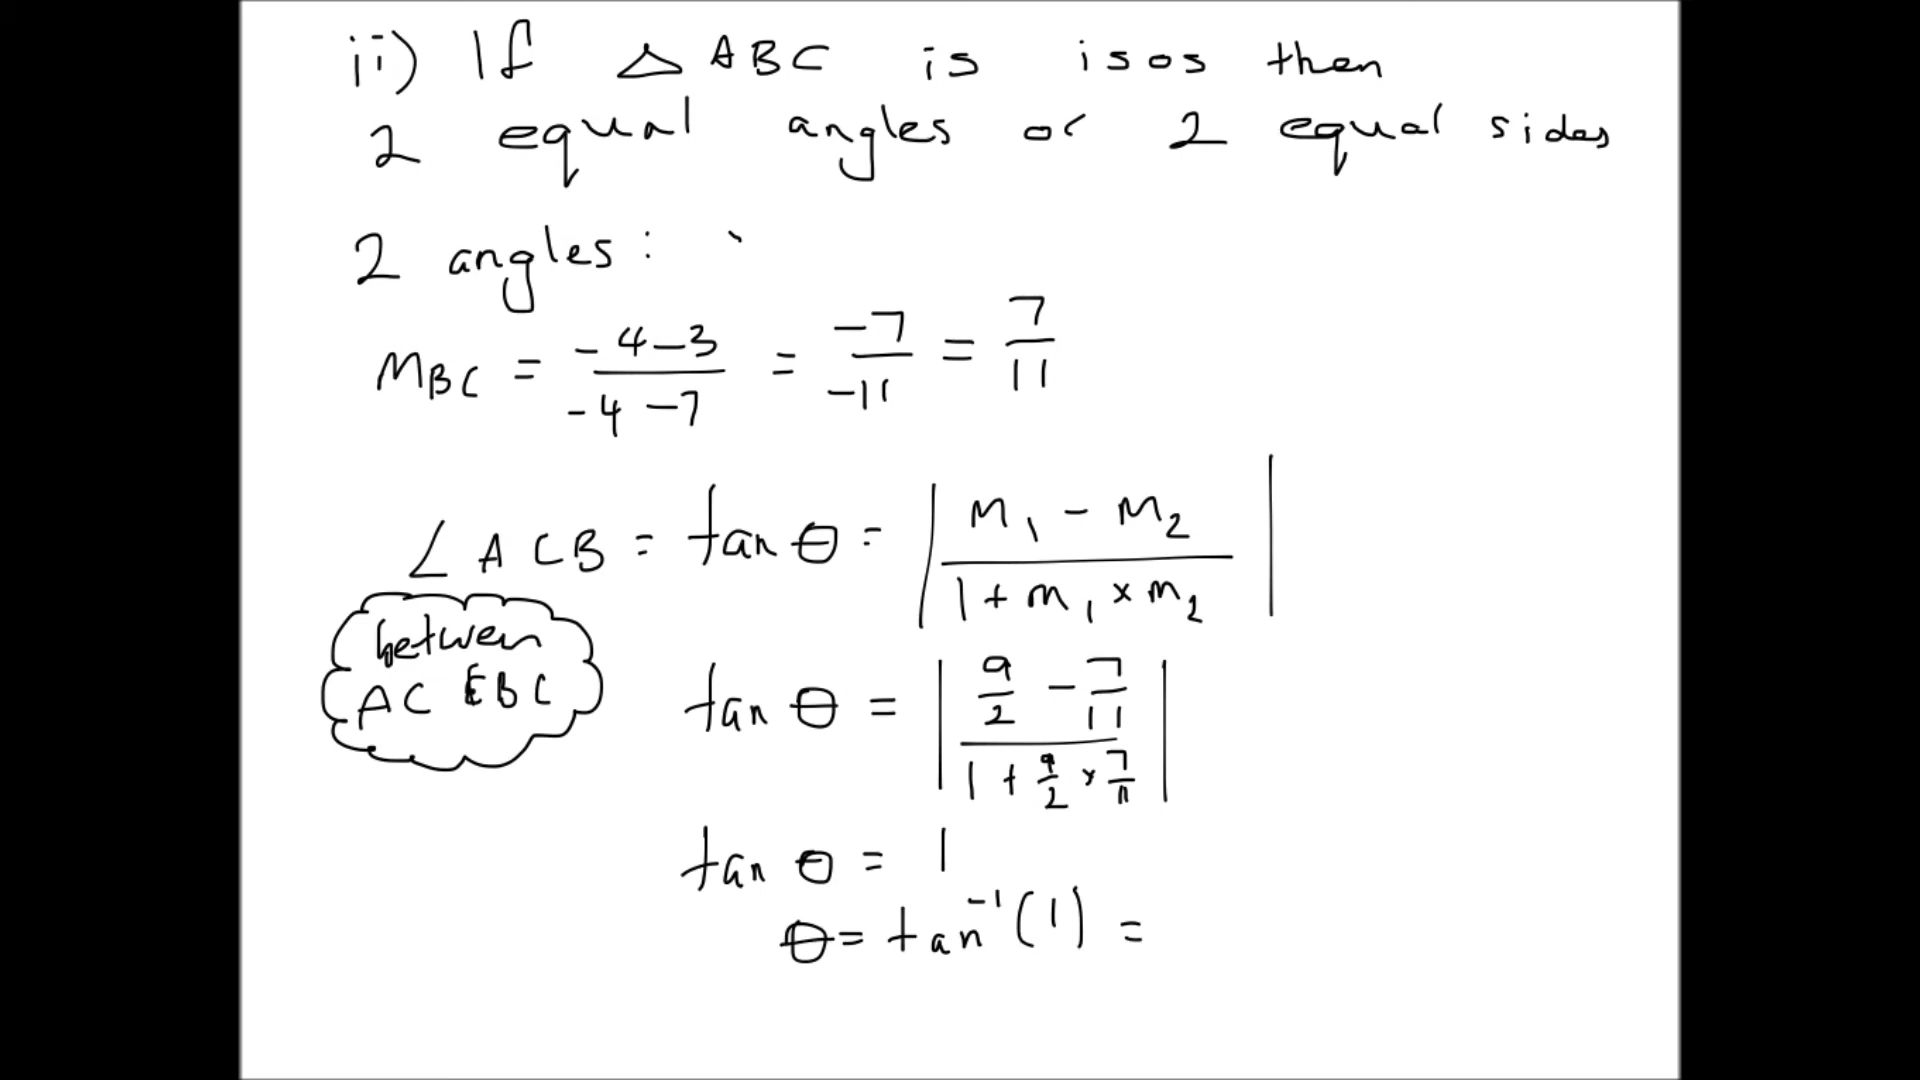 ii) If △ ABC is isos then
2 equal angles or 2 equal sides
2 angles:
M_BC = (-4-3)/(-4-7) = (-7)/(-11) = 7/11
∠ACB = tan θ = |(m₁ - m₂)/(1 + m₁ × m₂)|
betwen
AC & BC
tan θ = |(9/2 - 7/11)/(1 + 9/2 × 7/11)|
tan θ = 1
θ = tan⁻¹(1) =